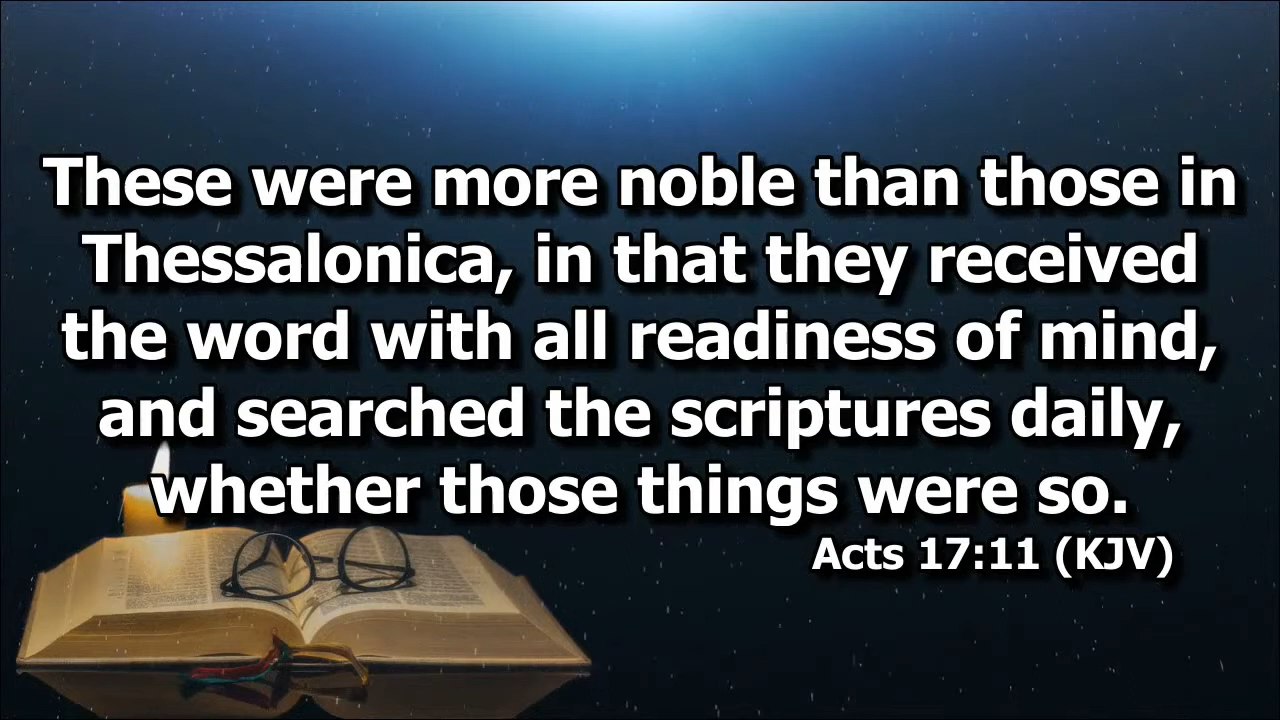 These were more noble than those in
Thessalonica, in that they received
the word with all readiness of mind,
and searched the scriptures daily,
whether those things were so.
Acts 17:11 (KJV)